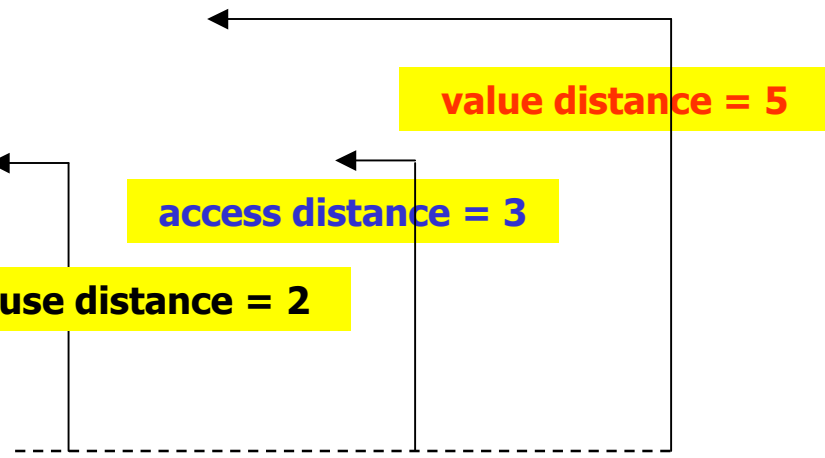 value distance = 5
access distance = 3
use distance = 2